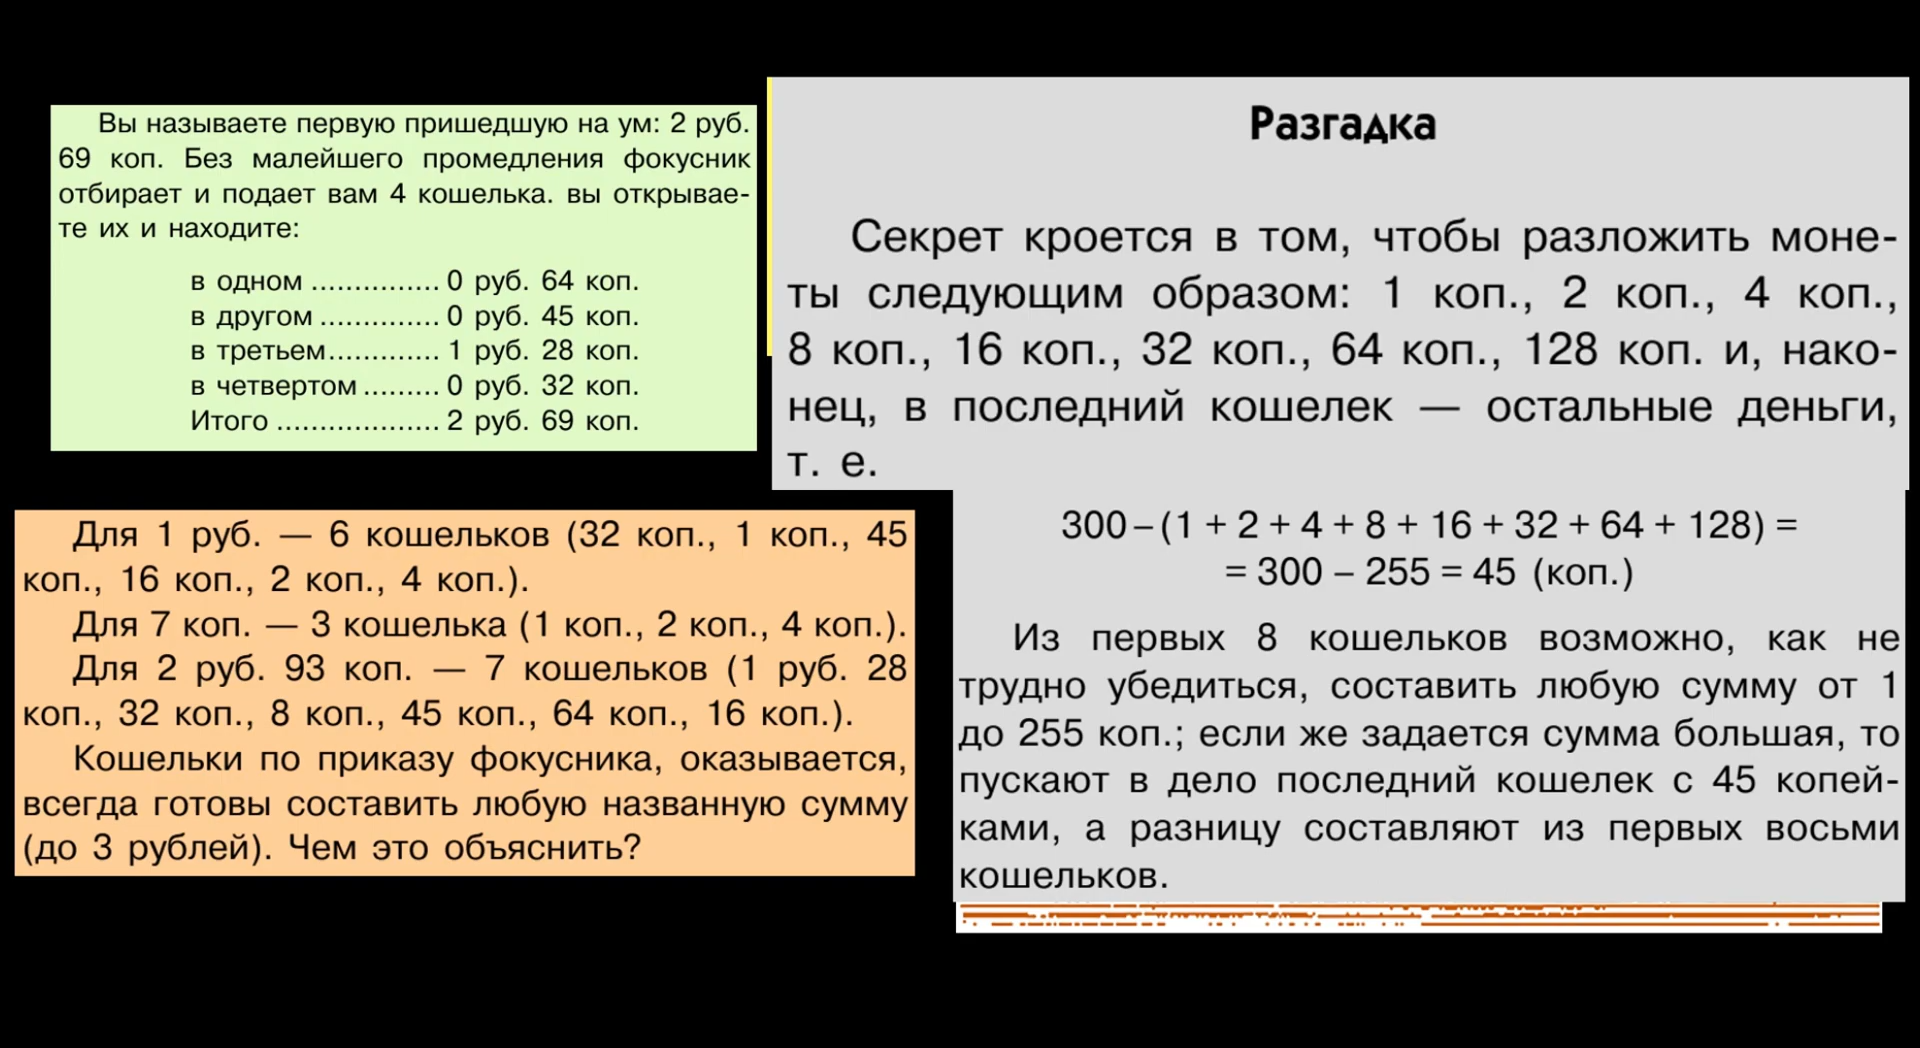 Вы называете первую пришедшую на ум: 2 руб.
69 коп. Без малейшего промедления фокусник
отбирает и подает вам 4 кошелька. вы открывае-
те их и находите:
в одном ............... 0 руб. 64 коп.
в другом .............. 0 руб. 45 коп.
в третьем............. 1 руб. 28 коп.
в четвертом ......... 0 руб. 32 коп.
Итого ................... 2 руб. 69 коп.
Для 1 руб. — 6 кошельков (32 коп., 1 коп., 45
коп., 16 коп., 2 коп., 4 коп.).
Для 7 коп. — 3 кошелька (1 коп., 2 коп., 4 коп.).
Для 2 руб. 93 коп. — 7 кошельков (1 руб. 28
коп., 32 коп., 8 коп., 45 коп., 64 коп., 16 коп.).
Кошельки по приказу фокусника, оказывается,
всегда готовы составить любую названную сумму
(до 3 рублей). Чем это объяснить?
Разгадка
Секрет кроется в том, чтобы разложить моне-
ты следующим образом: 1 коп., 2 коп., 4 коп.,
8 коп., 16 коп., 32 коп., 64 коп., 128 коп. и, нако-
нец, в последний кошелек — остальные деньги,
т. е.
300 – (1 + 2 + 4 + 8 + 16 + 32 + 64 + 128) =
= 300 – 255 = 45 (коп.)
Из первых 8 кошельков возможно, как не
трудно убедиться, составить любую сумму от 1
до 255 коп.; если же задается сумма большая, то
пускают в дело последний кошелек с 45 копей-
ками, а разницу составляют из первых восьми
кошельков.